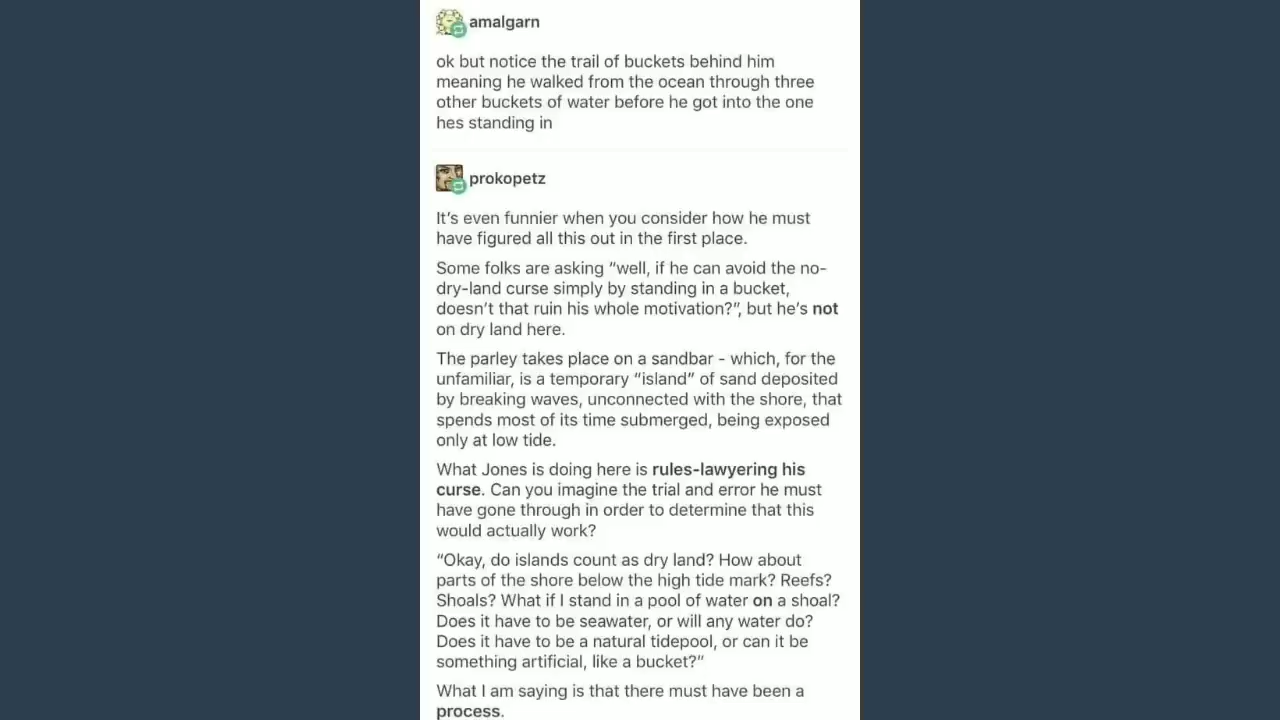 amalgarn
ok but notice the trail of buckets behind him
meaning he walked from the ocean through three
other buckets of water before he got into the one
hes standing in
prokopetz
It's even funnier when you consider how he must
have figured all this out in the first place.
Some folks are asking “well, if he can avoid the no-
dry-land curse simply by standing in a bucket,
doesn't that ruin his whole motivation?”, but he's not
on dry land here.
The parley takes place on a sandbar - which, for the
unfamiliar, is a temporary “island” of sand deposited
by breaking waves, unconnected with the shore, that
spends most of its time submerged, being exposed
only at low tide.
What Jones is doing here is rules-lawyering his
curse. Can you imagine the trial and error he must
have gone through in order to determine that this
would actually work?
“Okay, do islands count as dry land? How about
parts of the shore below the high tide mark? Reefs?
Shoals? What if I stand in a pool of water on a shoal?
Does it have to be seawater, or will any water do?
Does it have to be a natural tidepool, or can it be
something artificial, like a bucket?”
What I am saying is that there must have been a
process.